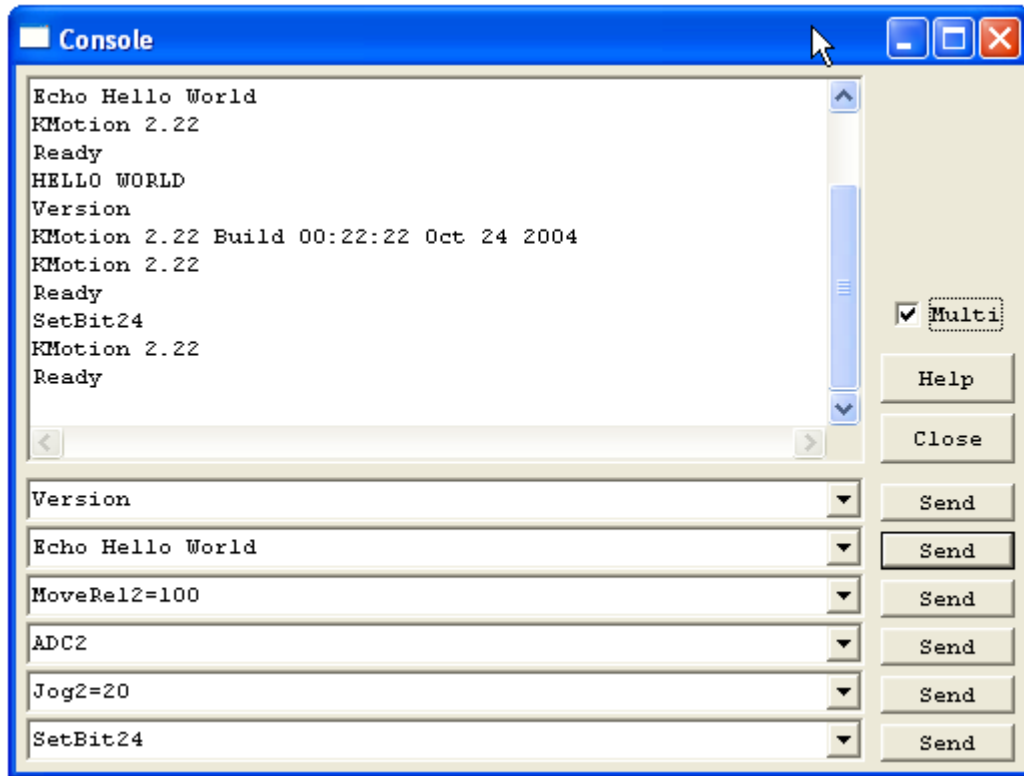 Console
Echo Hello World
KMotion 2.22
Ready
HELLO WORLD
Version
KMotion 2.22 Build 00:22:22 Oct 24 2004
KMotion 2.22
Ready
SetBit24
KMotion 2.22
Ready
Multi
Help
Close
Version
Send
Echo Hello World
Send
MoveRel2=100
Send
ADC2
Send
Jog2=20
Send
SetBit24
Send